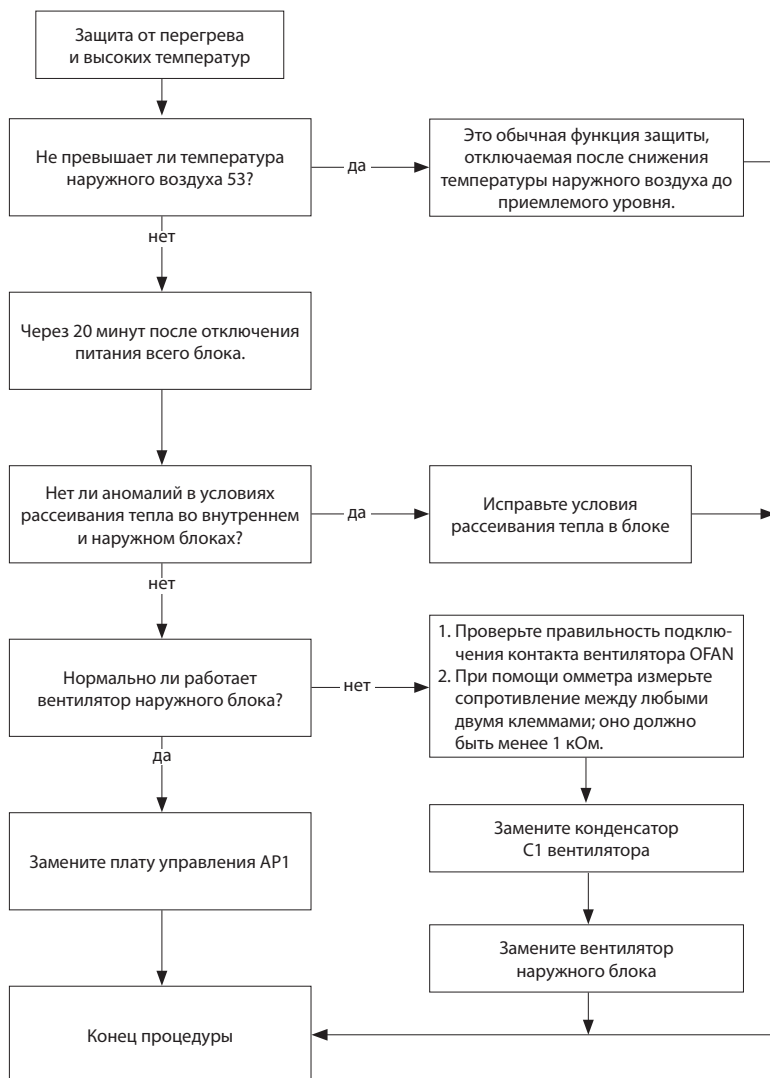 Защита от перегрева
и высоких температур
Не превышает ли температура
наружного воздуха 53?
да
Это обычная функция защиты,
отключаемая после снижения
температуры наружного воздуха до
приемлемого уровня.
нет
Через 20 минут после отключения
питания всего блока.
Нет ли аномалий в условиях
рассеивания тепла во внутреннем
и наружном блоках?
да
Исправьте условия
рассеивания тепла в блоке
нет
Нормально ли работает
вентилятор наружного блока?
нет
1. Проверьте правильность подклю-
чения контакта вентилятора OFAN
2. При помощи омметра измерьте
сопротивление между любыми
двумя клеммами; оно должно
быть менее 1 кОм.
да
Замените плату управления AP1
Замените конденсатор
C1 вентилятора
Замените вентилятор
наружного блока
Конец процедуры